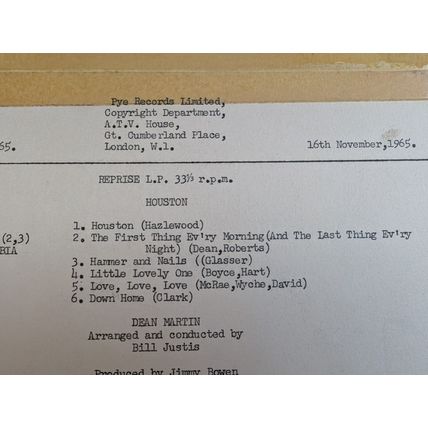 Pye Records Limited,
Copyright Department,
A.T.V. House,
Gt. Cumberland Place,
65. London, W.1. 16th November,1965.
REPRISE L.P. 33⅓ r.p.m.
HOUSTON
1. Houston (Hazlewood)
(2,3) 2. The First Thing Ev'ry Morning(And The Last Thing Ev'ry
BIA Night) (Dean,Roberts)
3. Hammer and Nails ((Glasser)
4. Little Lovely One (Boyce,Hart)
5. Love, Love, Love (McRae,Wyche,David)
6. Down Home (Clark)
DEAN MARTIN
Arranged and conducted by
Bill Justis
Produced by Jimmy Bowen